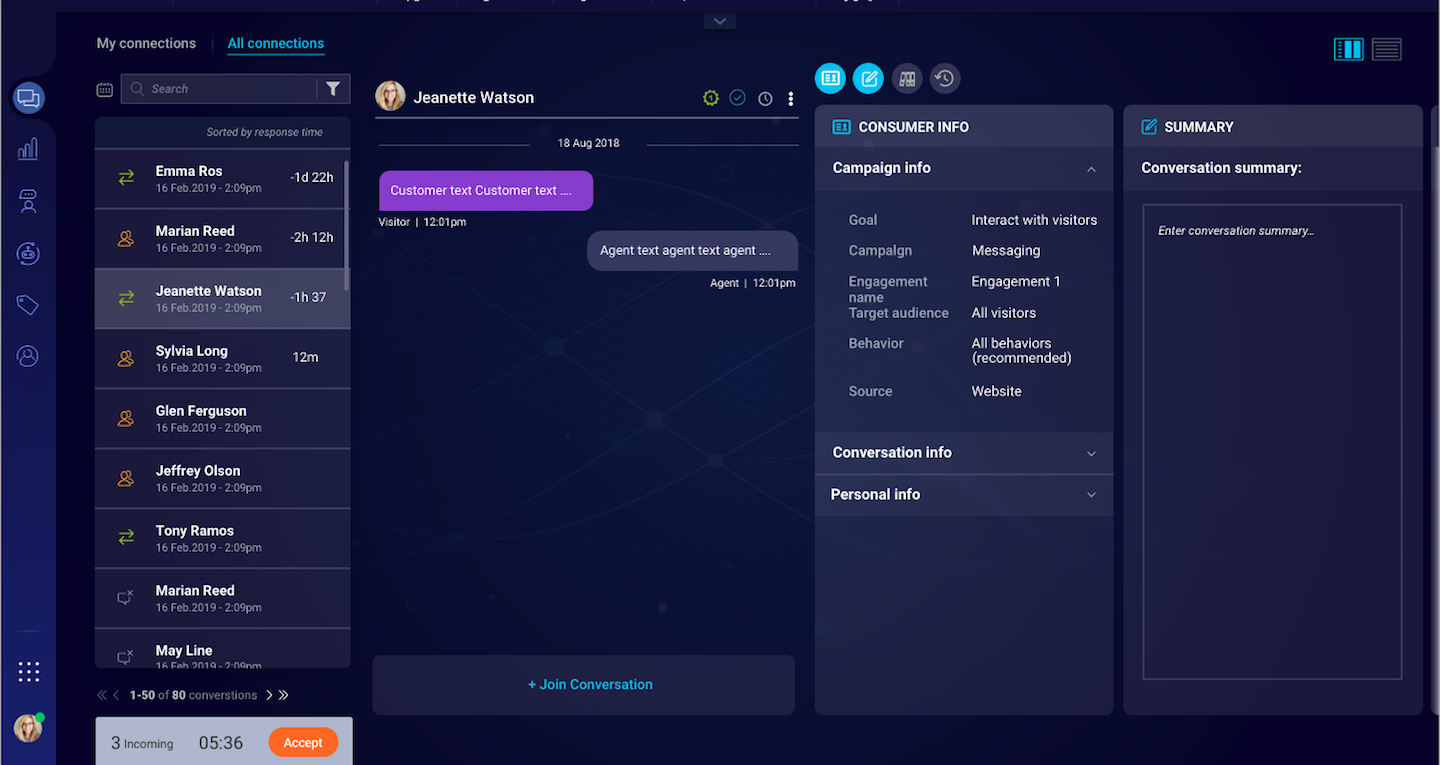 My connections
All connections
Search
Sorted by response time
Emma Ros
16 Feb.2019 - 2:09pm
-1d 22h
Marian Reed
16 Feb.2019 - 2:09pm
-2h 12h
Jeanette Watson
16 Feb.2019 - 2:09pm
-1h 37
Sylvia Long
16 Feb.2019 - 2:09pm
12m
Glen Ferguson
16 Feb.2019 - 2:09pm
Jeffrey Olson
16 Feb.2019 - 2:09pm
Tony Ramos
16 Feb.2019 - 2:09pm
Marian Reed
16 Feb.2019 - 2:09pm
May Line
16 Feb.2019 - 2:09pm
1-50 of 80 converstions
3 Incoming
05:36
Accept
Jeanette Watson
18 Aug 2018
Customer text Customer text ....
Visitor | 12:01pm
Agent text agent text agent ....
Agent | 12:01pm
+ Join Conversation
CONSUMER INFO
Campaign info
Goal
Interact with visitors
Campalgn
Messaging
Engagement
name
Engagement 1
Target audience
All visitors
Behavior
All behaviors
(recommended)
Source
Website
Conversation info
Personal info
SUMMARY
Conversation summary:
Enter conversation summary...